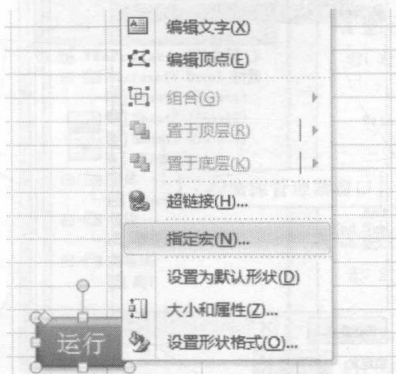 编辑文字(X)
编辑顶点(E)
组合(G)
置于顶层(R)
置于底层(K)
超链接(H)...
指定宏(N)...
设置为默认形状(D)
大小和属性(Z)...
设置形状格式(O)...
运行